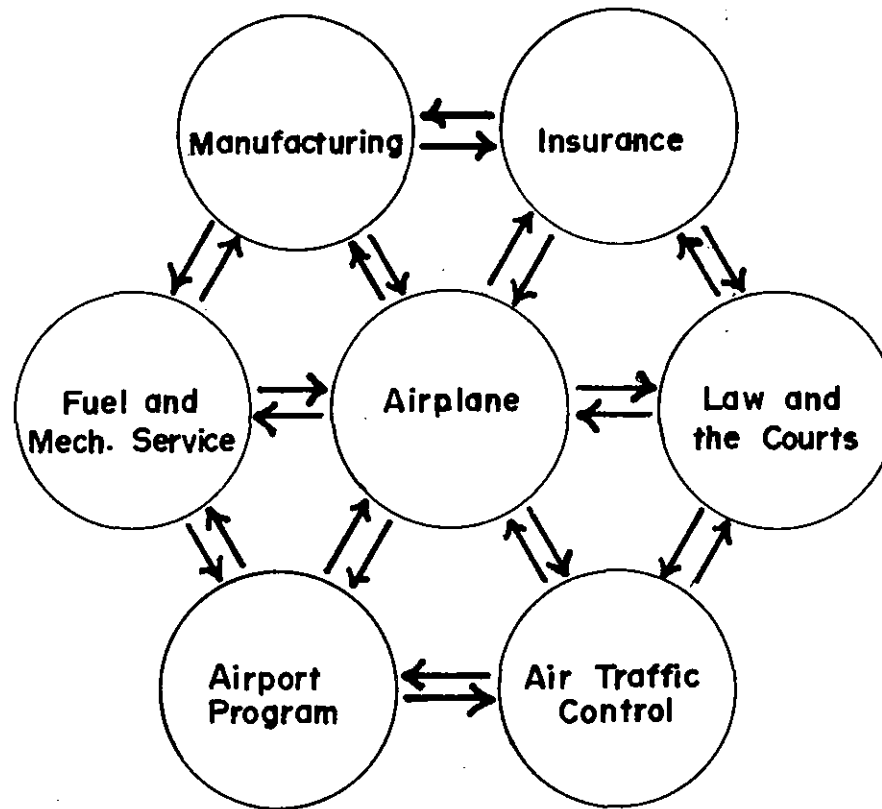 Manufacturing
Insurance
Fuel and
Mech. Service
Airplane
Law and
the Courts
Airport
Program
Air Traffic
Control